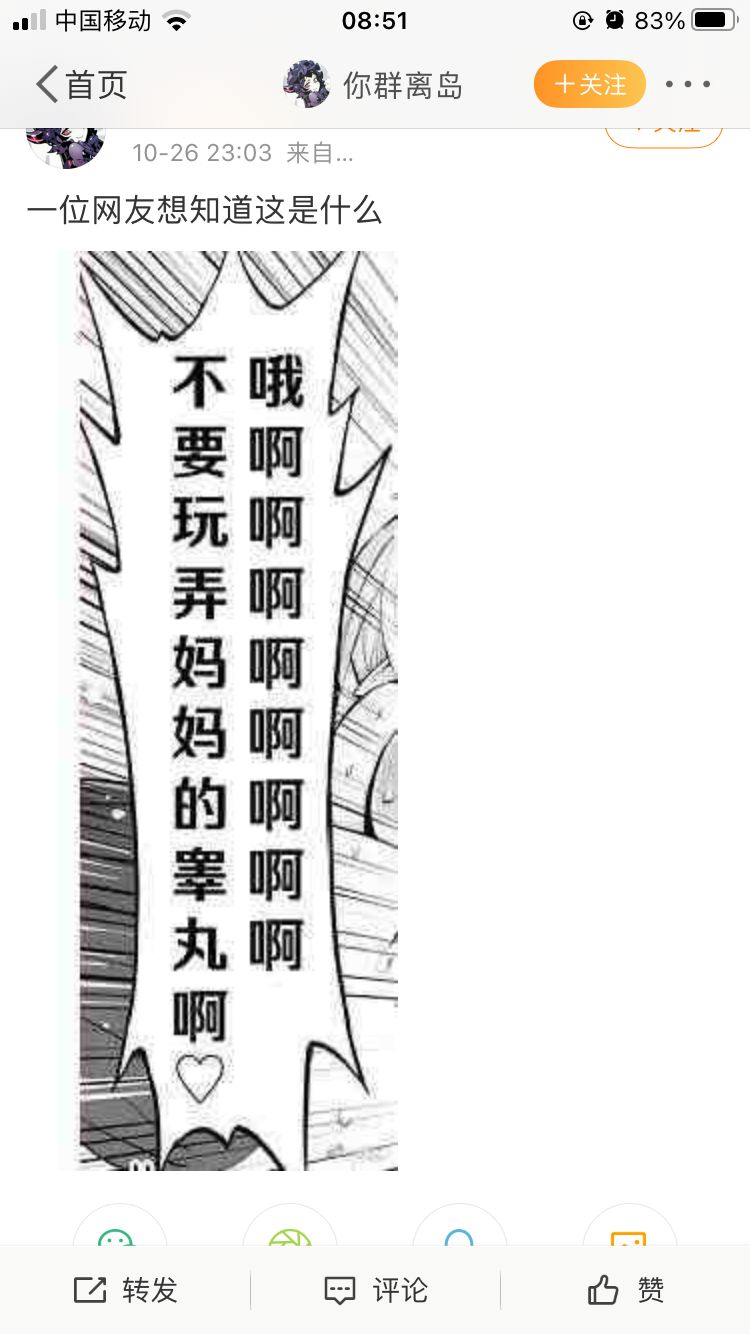 中国移动 08:51 83%
首页 你群离岛 +关注 ...
10-26 23:03 来自...
一位网友想知道这是什么
哦啊啊啊啊啊啊啊啊
不要玩弄妈妈的睾丸啊♡
转发 评论 赞